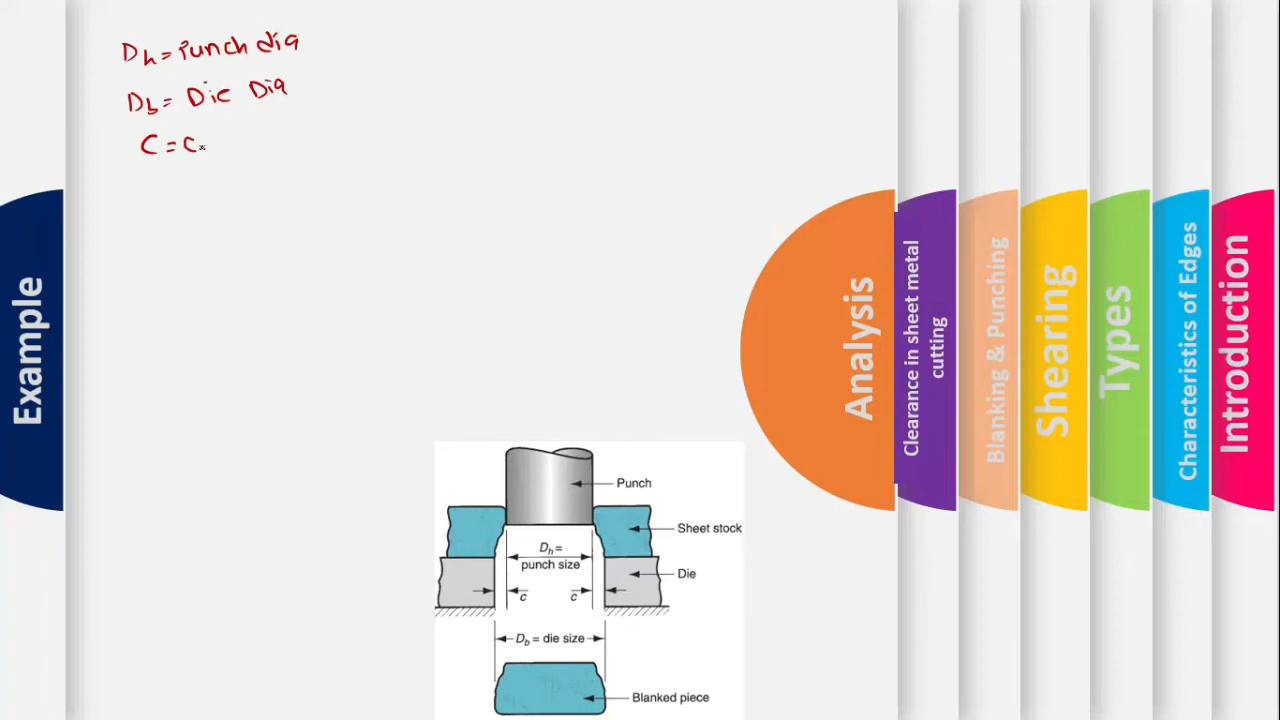 Dh = Punch dia
Db = Die Dia
C = C
Example
Analysis
Clearance in sheet metal
cutting
Blanking & Punching
Shearing
Types
Characteristics of Edges
Introduction
Punch
Sheet stock
Dh =
punch size
Die
c c
Db = die size
Blanked piece